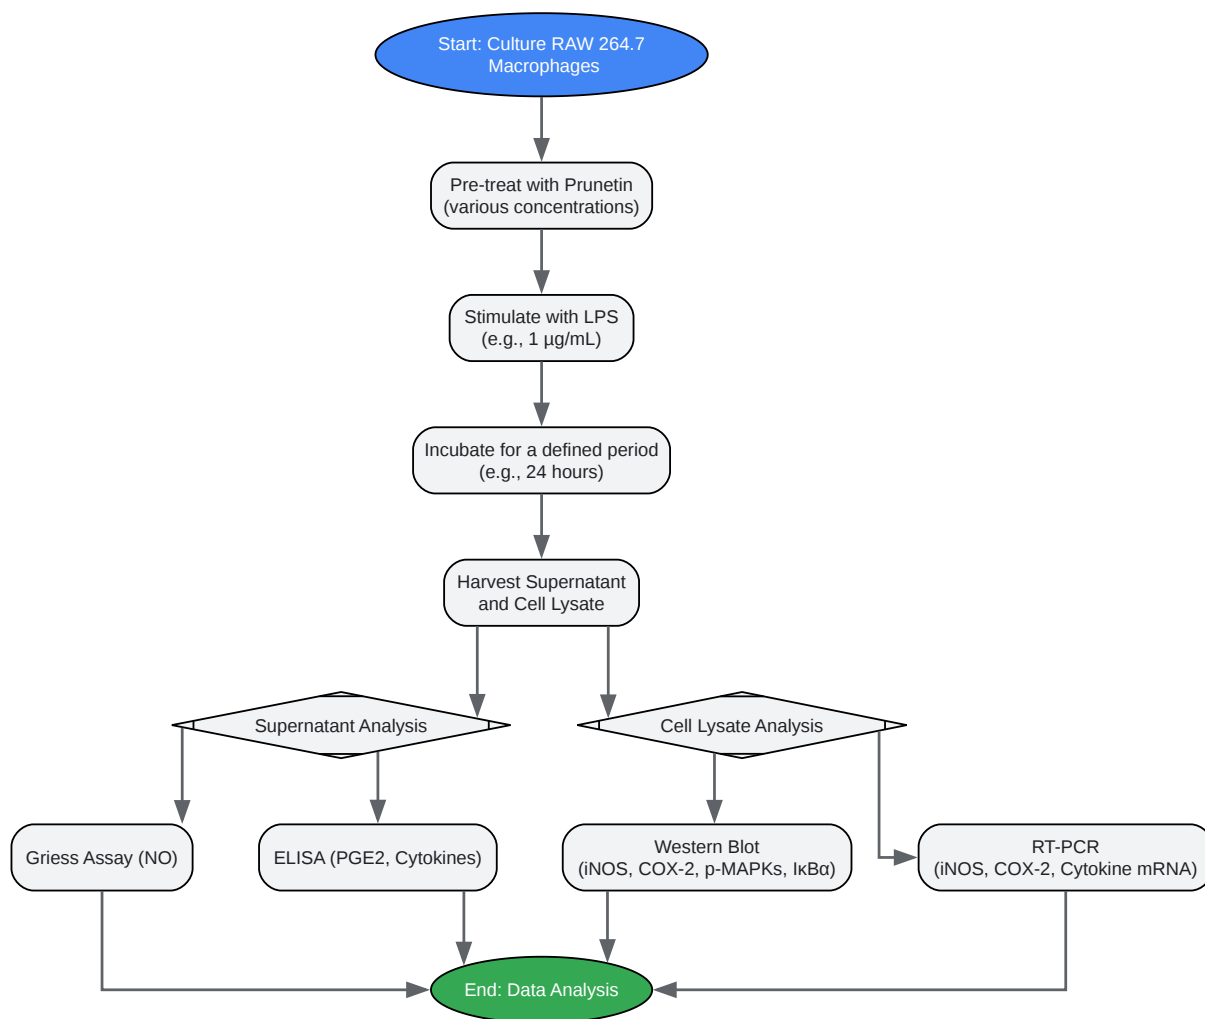 Start: Culture RAW 264.7
Macrophages
Pre-treat with Prunetin
(various concentrations)
Stimulate with LPS
(e.g., 1 µg/mL)
Incubate for a defined period
(e.g., 24 hours)
Harvest Supernatant
and Cell Lysate
Supernatant Analysis
Cell Lysate Analysis
Griess Assay (NO)
ELISA (PGE2, Cytokines)
Western Blot
(iNOS, COX-2, p-MAPKs, IκBα)
RT-PCR
(iNOS, COX-2, Cytokine mRNA)
End: Data Analysis